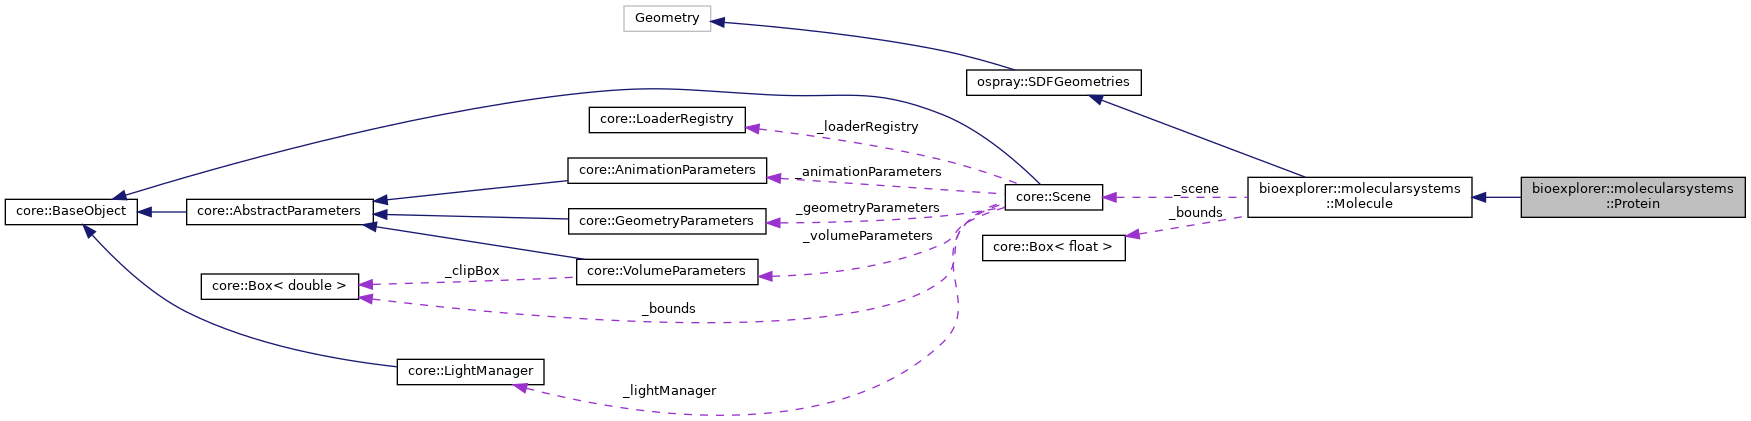 Geometry
ospray::SDFGeometries
core::LoaderRegistry
_loaderRegistry
core::AnimationParameters
_animationParameters
core::BaseObject
core::AbstractParameters
core::GeometryParameters
_geometryParameters
core::Scene
_scene
bioexplorer::molecularsystems
::Molecule
bioexplorer::molecularsystems
::Protein
_bounds
_volumeParameters
core::Box< float >
core::VolumeParameters
_clipBox
core::Box< double >
_bounds
core::LightManager
_lightManager